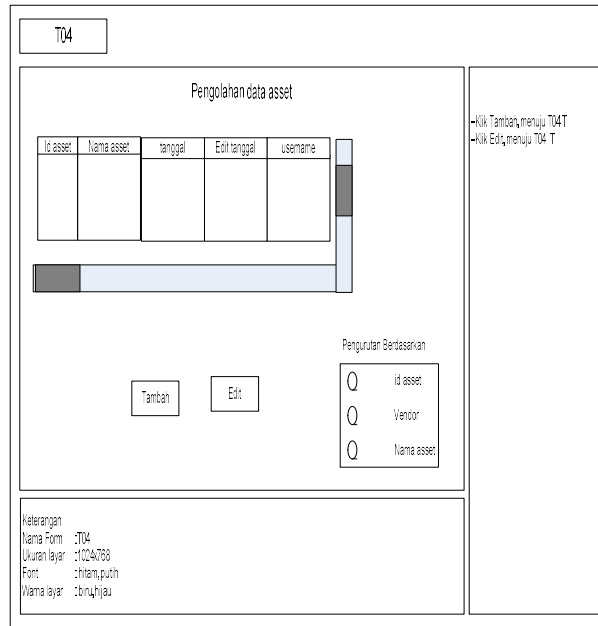 T04
Pengolahan data asset
Id asset Nama asset tanggal Edit tanggal username
Pengurutan Berdasarkan
id asset
Vendor
Nama asset
Tambah Edit
-Klik Tambah, menuju T04T
-Klik Edit, menuju T04 T
Keterangan
Nama Form :T04
Ukuran layar :1024x768
Font :hitam,putih
Warna layar :biru,hijau